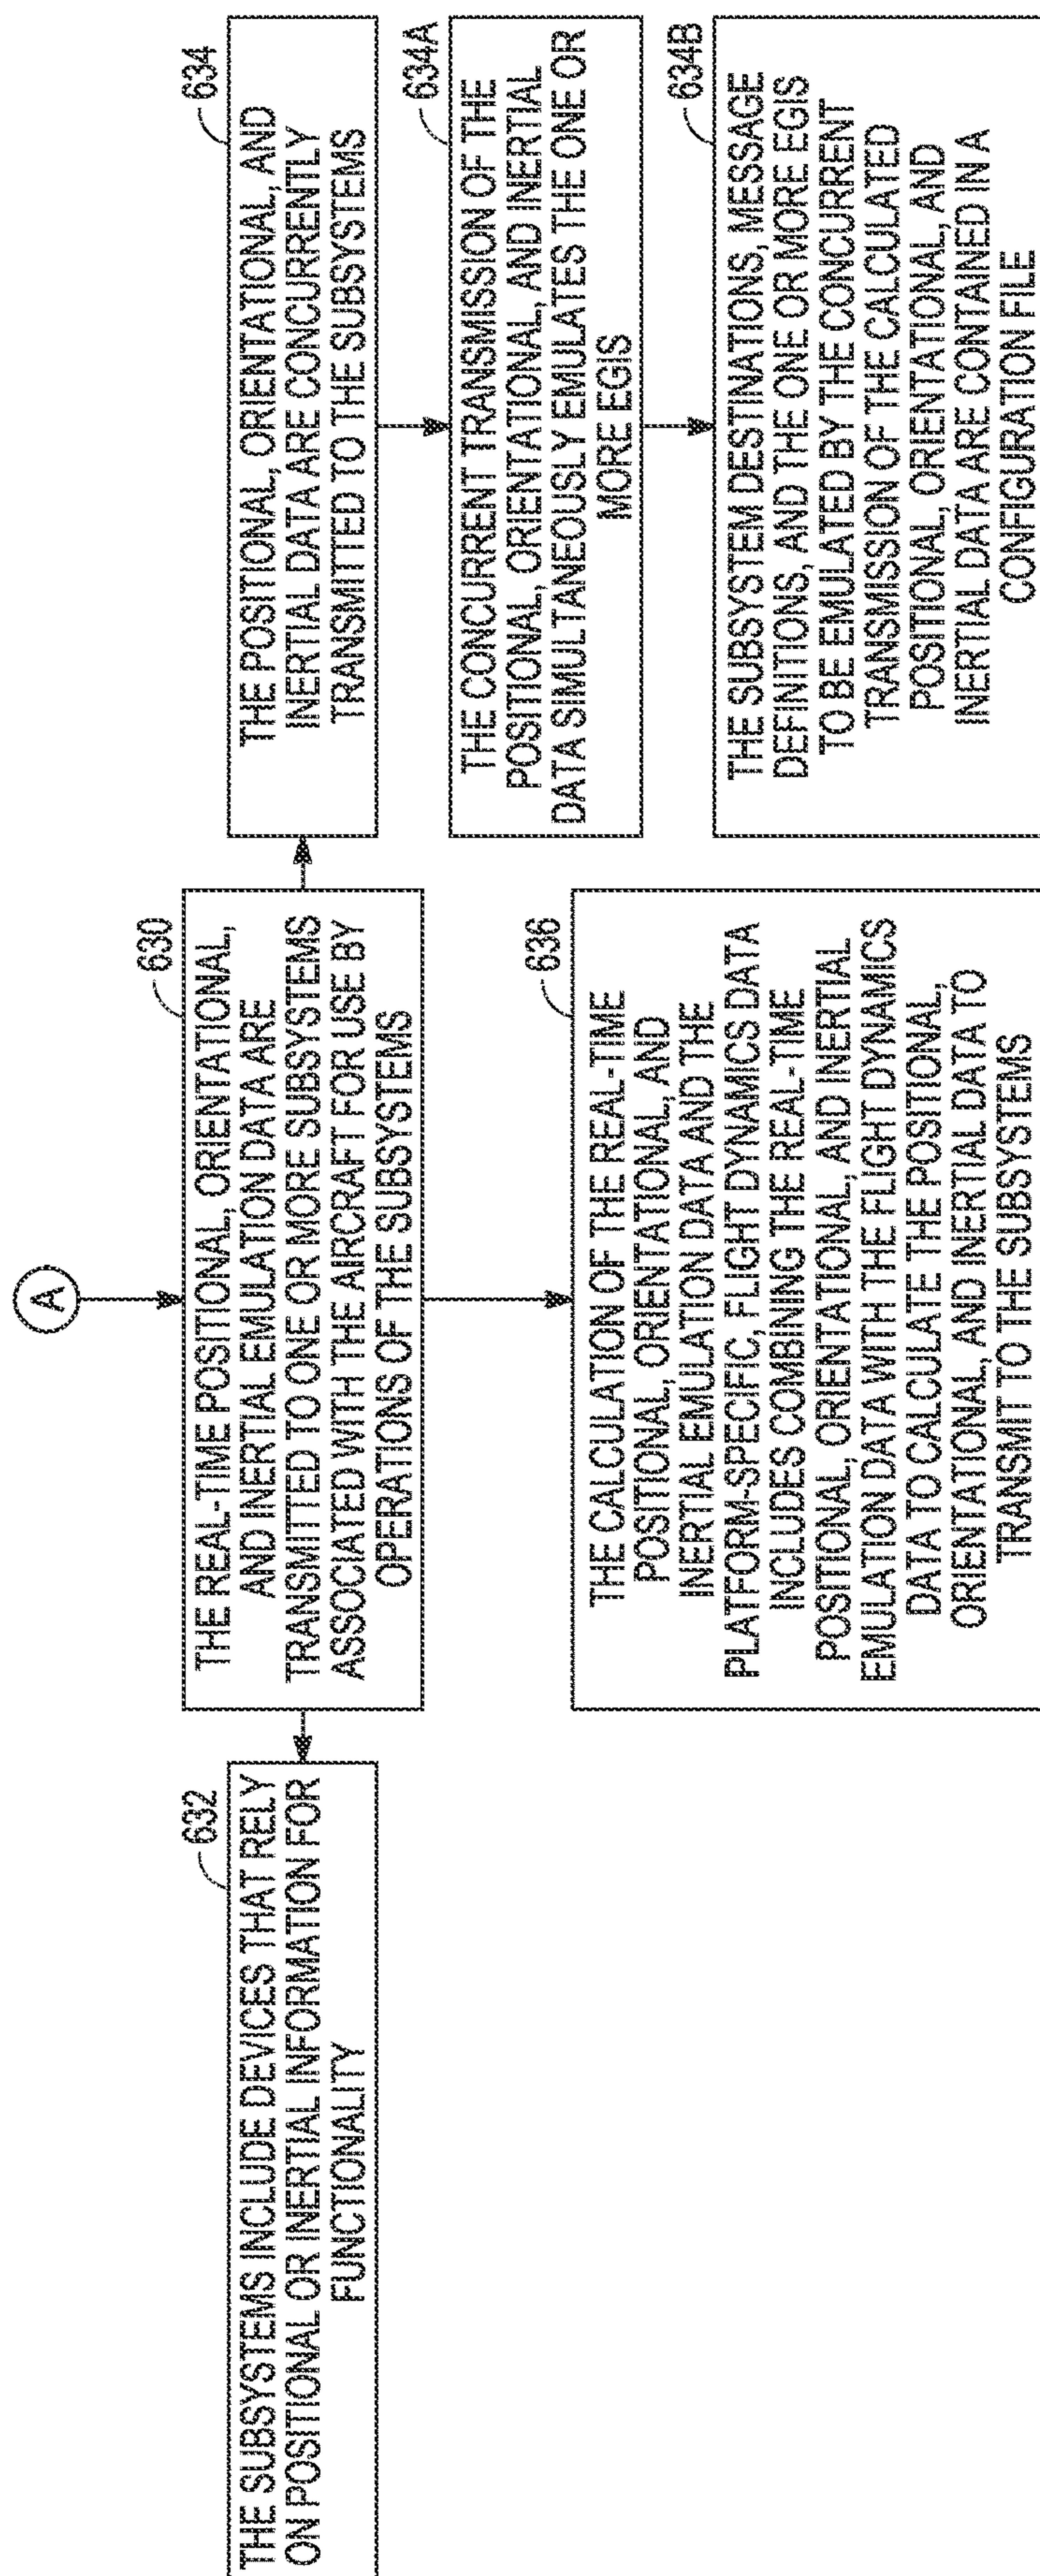 A
630
THE REAL-TIME POSITIONAL, ORIENTATIONAL,
AND INERTIAL EMULATION DATA ARE
TRANSMITTED TO ONE OR MORE SUBSYSTEMS
ASSOCIATED WITH THE AIRCRAFT FOR USE BY
OPERATIONS OF THE SUBSYSTEMS
632
THE SUBSYSTEMS INCLUDE DEVICES THAT RELY
ON POSITIONAL OR INERTIAL INFORMATION FOR
FUNCTIONALITY
634
THE POSITIONAL, ORIENTATIONAL, AND
INERTIAL DATA ARE CONCURRENTLY
TRANSMITTED TO THE SUBSYSTEMS
634A
THE CONCURRENT TRANSMISSION OF THE
POSITIONAL, ORIENTATIONAL, AND INERTIAL
DATA SIMULTANEOUSLY EMULATES THE ONE OR
MORE EGIS
634B
THE SUBSYSTEM DESTINATIONS, MESSAGE
DEFINITIONS, AND THE ONE OR MORE EGIS
TO BE EMULATED BY THE CONCURRENT
TRANSMISSION OF THE CALCULATED
POSITIONAL, ORIENTATIONAL, AND
INERTIAL DATA ARE CONTAINED IN A
CONFIGURATION FILE
636
THE CALCULATION OF THE REAL-TIME
POSITIONAL, ORIENTATIONAL, AND
INERTIAL EMULATION DATA AND THE
PLATFORM-SPECIFIC, FLIGHT DYNAMICS DATA
INCLUDES COMBINING THE REAL-TIME
POSITIONAL, ORIENTATIONAL, AND INERTIAL
EMULATION DATA WITH THE FLIGHT DYNAMICS
DATA TO CALCULATE THE POSITIONAL,
ORIENTATIONAL, AND INERTIAL DATA TO
TRANSMIT TO THE SUBSYSTEMS